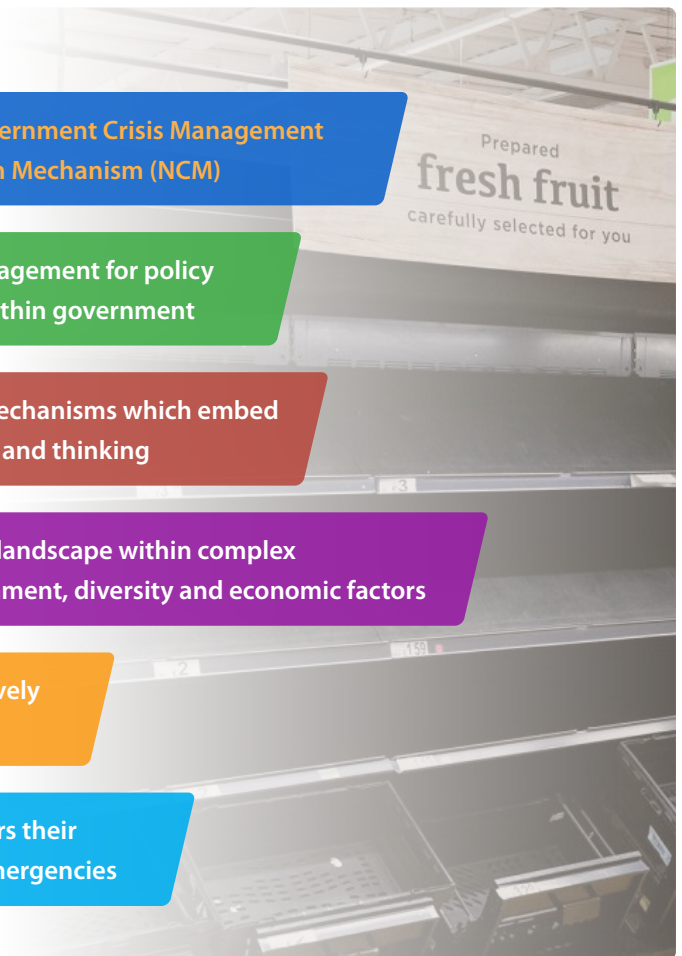 ernment Crisis Management
n Mechanism (NCM)
Prepared
fresh fruit
carefully selected for you
agement for policy
thin government
echanisms which embed
and thinking
landscape within complex
ment, diversity and economic factors
vely
rs their
nergencies